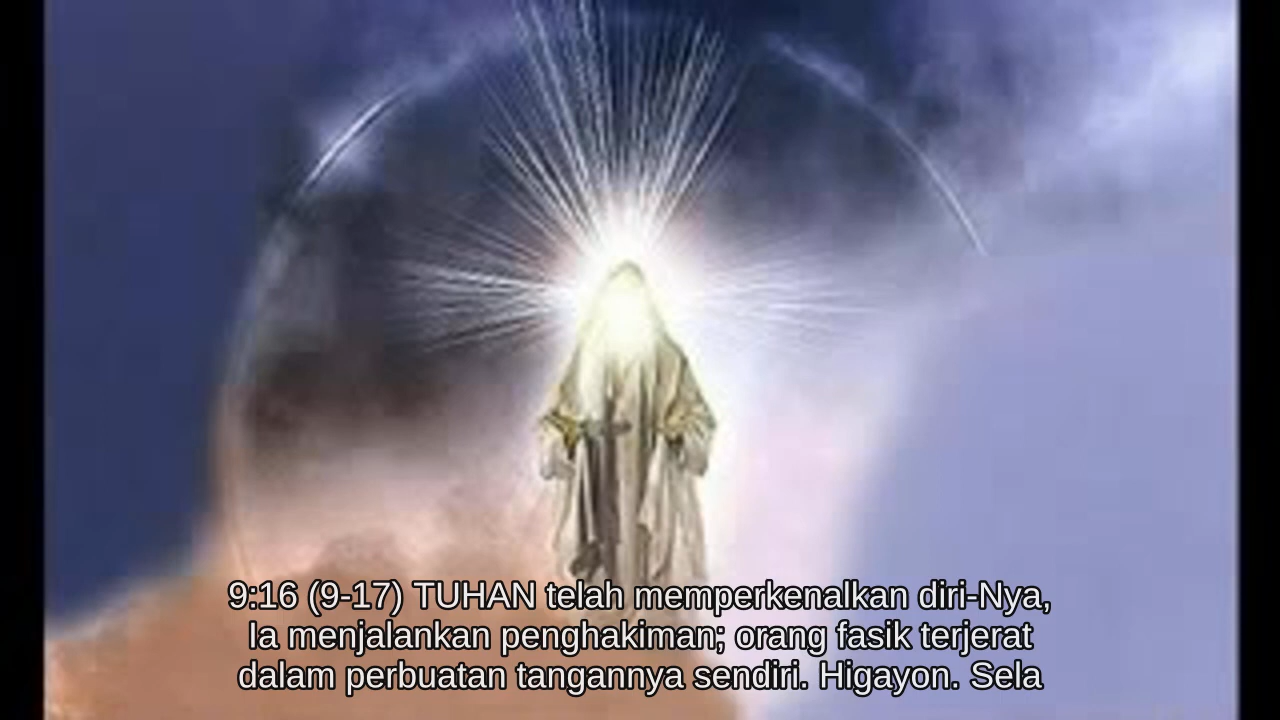 9:16 (9-17) TUHAN telah memperkenalkan diri-Nya,
Ia menjalankan penghakiman; orang fasik terjerat
dalam perbuatan tangannya sendiri. Higayon. Sela